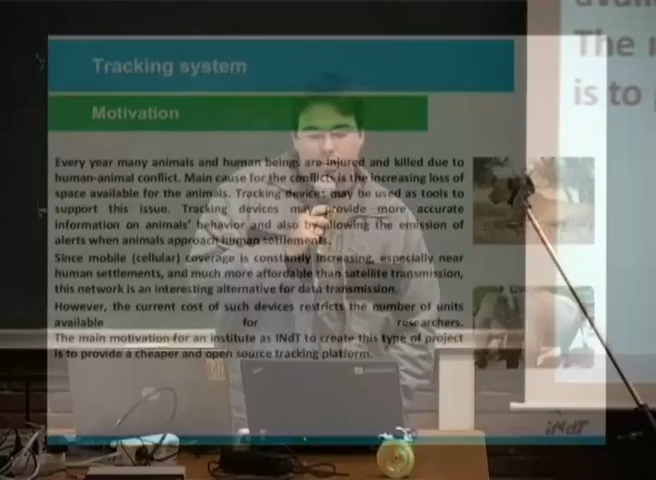 Tracking system
Motivation
Every year many animals and human beings are injured and killed due to
human-animal conflict. Main cause for the conflicts is the increasing loss of
space available for the animals. Tracking devices may be used as tools to
support this issue. Tracking devices may provide more accurate
information on animals' behavior and also by allowing the emission of
alerts when animals approach human settlements.
Since mobile (cellular) coverage is constantly increasing, especially near
human settlements, and much more affordable than satellite transmission,
this network is an interesting alternative for data transmission.
However, the current cost of such devices restricts the number of units
available for researchers.
The main motivation for an institute as INdT to create this type of project
is to provide a cheaper and open source tracking platform.
The
is to
iNdT